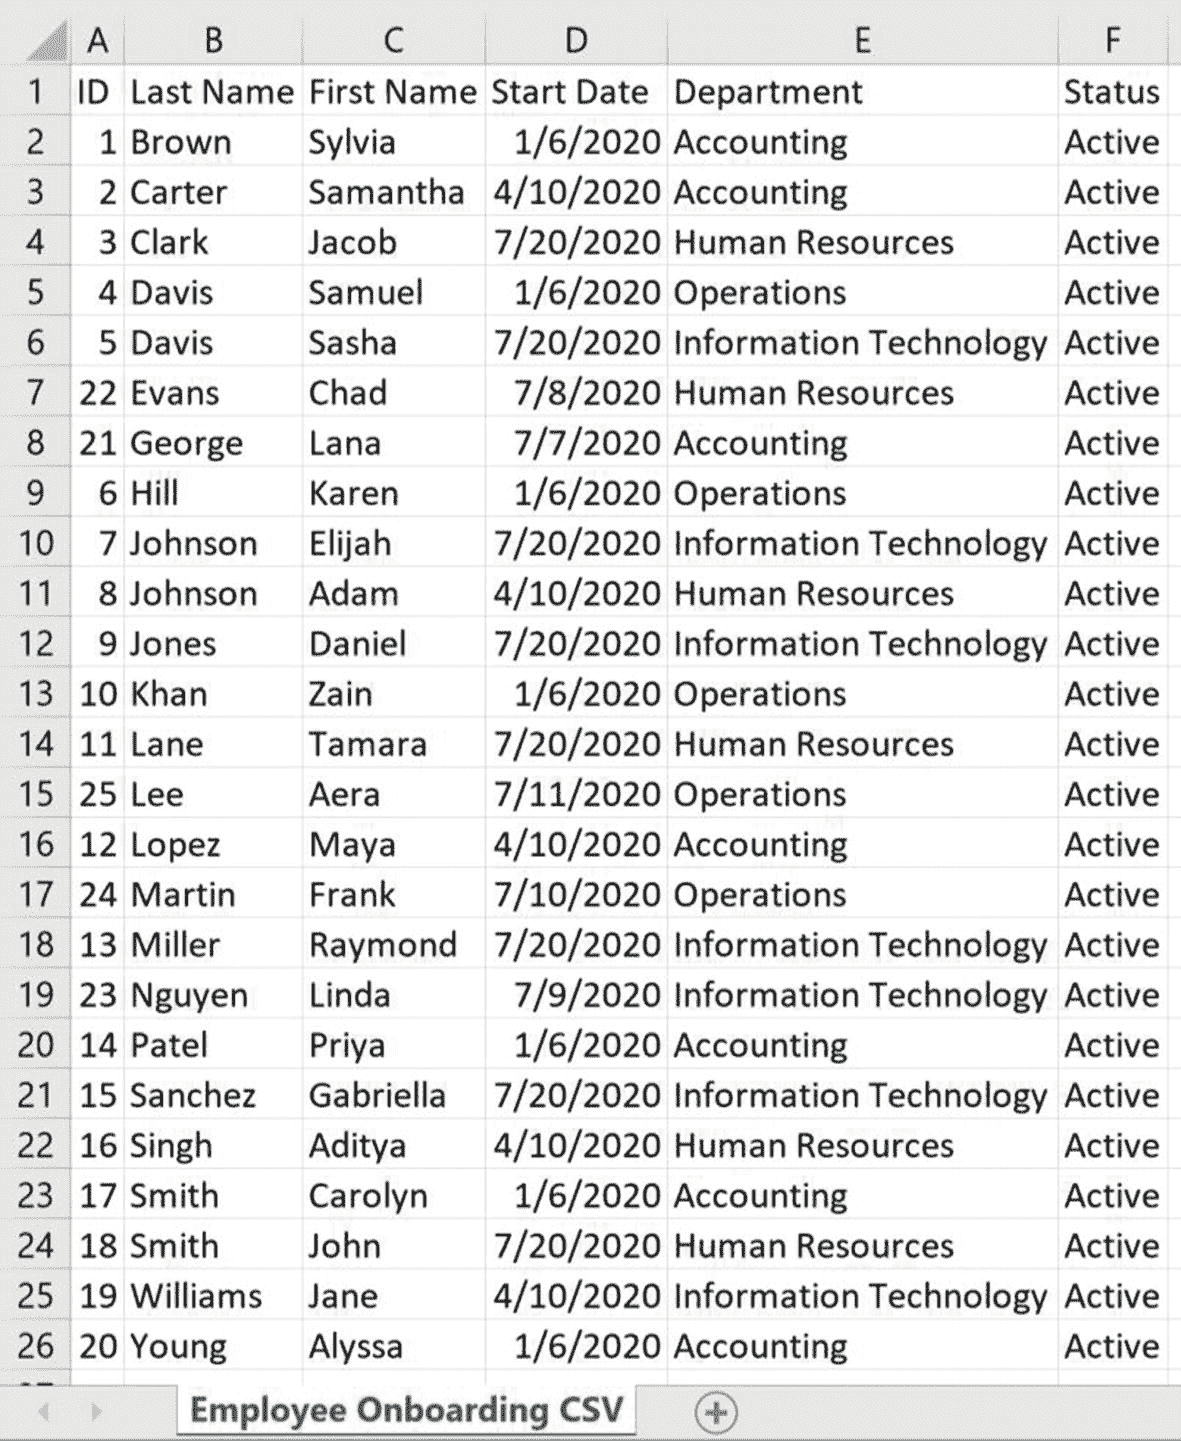 A B C D E F
1 ID Last Name First Name Start Date Department Status
2 1 Brown Sylvia 1/6/2020 Accounting Active
3 2 Carter Samantha 4/10/2020 Accounting Active
4 3 Clark Jacob 7/20/2020 Human Resources Active
5 4 Davis Samuel 1/6/2020 Operations Active
6 5 Davis Sasha 7/20/2020 Information Technology Active
7 22 Evans Chad 7/8/2020 Human Resources Active
8 21 George Lana 7/7/2020 Accounting Active
9 6 Hill Karen 1/6/2020 Operations Active
10 7 Johnson Elijah 7/20/2020 Information Technology Active
11 8 Johnson Adam 4/10/2020 Human Resources Active
12 9 Jones Daniel 7/20/2020 Information Technology Active
13 10 Khan Zain 1/6/2020 Operations Active
14 11 Lane Tamara 7/20/2020 Human Resources Active
15 25 Lee Aera 7/11/2020 Operations Active
16 12 Lopez Maya 4/10/2020 Accounting Active
17 24 Martin Frank 7/10/2020 Operations Active
18 13 Miller Raymond 7/20/2020 Information Technology Active
19 23 Nguyen Linda 7/9/2020 Information Technology Active
20 14 Patel Priya 1/6/2020 Accounting Active
21 15 Sanchez Gabriella 7/20/2020 Information Technology Active
22 16 Singh Aditya 4/10/2020 Human Resources Active
23 17 Smith Carolyn 1/6/2020 Accounting Active
24 18 Smith John 7/20/2020 Human Resources Active
25 19 Williams Jane 4/10/2020 Information Technology Active
26 20 Young Alyssa 1/6/2020 Accounting Active
Employee Onboarding CSV